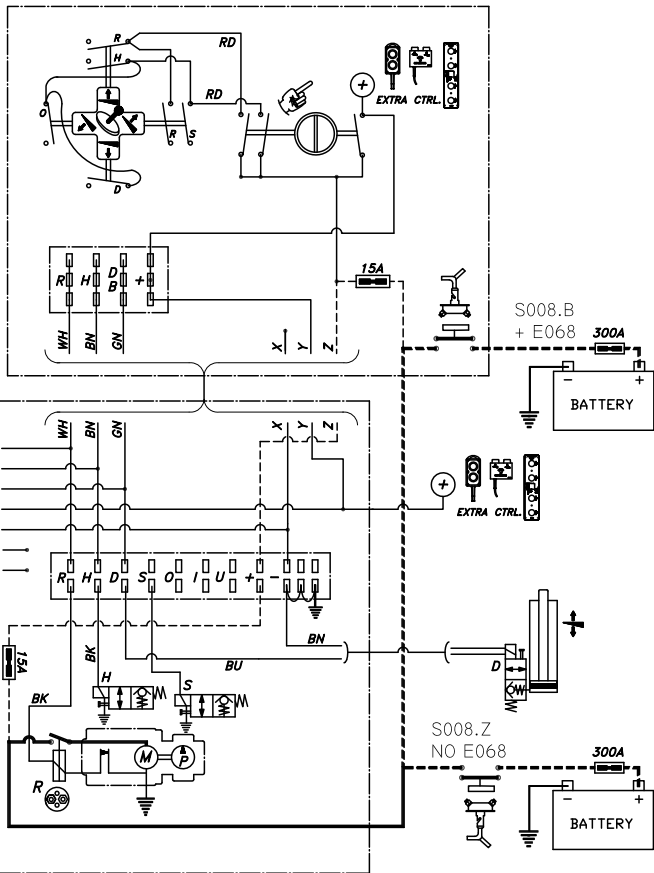 R
RD
H
RD
EXTRA CTRL.
+
O
R S
D
R H D B +
15A
WH BN GN X Y Z
S008.B
+ E068
300A
- +
BATTERY
WH BN GN X Y Z
+
EXTRA CTRL.
R H D S O I U + -
BN
BK
BU
15A
BK
H
S
D
M P
R
S008.Z
NO E068
300A
- +
BATTERY